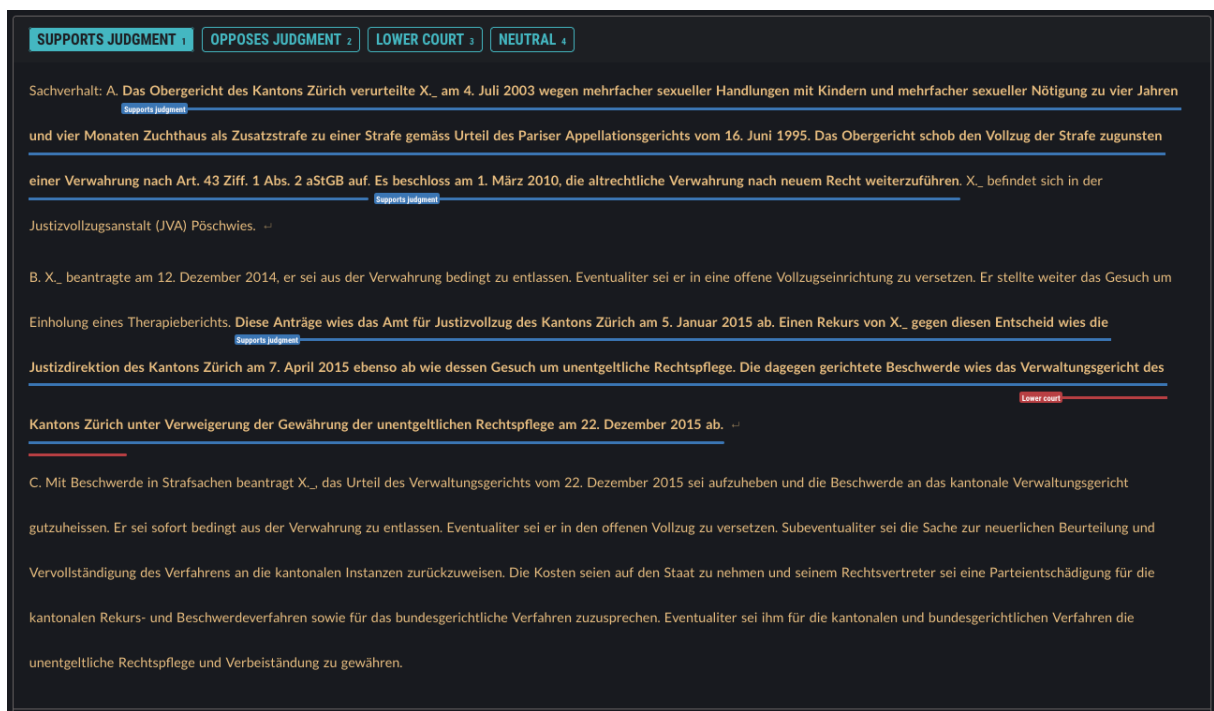 SUPPORTS JUDGMENT 1 OPPOSES JUDGMENT 2 LOWER COURT 3 NEUTRAL 4
Sachverhalt: A. Das Obergericht des Kantons Zürich verurteilte X._ am 4. Juli 2003 wegen mehrfacher sexueller Handlungen mit Kindern und mehrfacher sexueller Nötigung zu vier Jahren
Supports judgment
und vier Monaten Zuchthaus als Zusatzstrafe zu einer Strafe gemäss Urteil des Pariser Appellationsgerichts vom 16. Juni 1995. Das Obergericht schob den Vollzug der Strafe zugunsten
einer Verwahrung nach Art. 43 Ziff. 1 Abs. 2 aStGB auf. Es beschloss am 1. März 2010, die altrechtliche Verwahrung nach neuem Recht weiterzuführen. X._ befindet sich in der
Supports judgment
Justizvollzugsanstalt (JVA) Pöschwies. ↵
B. X._ beantragte am 12. Dezember 2014, er sei aus der Verwahrung bedingt zu entlassen. Eventualiter sei er in eine offene Vollzugseinrichtung zu versetzen. Er stellte weiter das Gesuch um
Einholung eines Therapieberichts. Diese Anträge wies das Amt für Justizvollzug des Kantons Zürich am 5. Januar 2015 ab. Einen Rekurs von X._ gegen diesen Entscheid wies die
Supports judgment
Justizdirektion des Kantons Zürich am 7. April 2015 ebenso ab wie dessen Gesuch um unentgeltliche Rechtspflege. Die dagegen gerichtete Beschwerde wies das Verwaltungsgericht des
Lower court
Kantons Zürich unter Verweigerung der Gewährung der unentgeltlichen Rechtspflege am 22. Dezember 2015 ab. ↵
C. Mit Beschwerde in Strafsachen beantragt X._, das Urteil des Verwaltungsgerichts vom 22. Dezember 2015 sei aufzuheben und die Beschwerde an das kantonale Verwaltungsgericht
gutzuheissen. Er sei sofort bedingt aus der Verwahrung zu entlassen. Eventualiter sei er in den offenen Vollzug zu versetzen. Subeventualiter sei die Sache zur neuerlichen Beurteilung und
Vervollständigung des Verfahrens an die kantonalen Instanzen zurückzuweisen. Die Kosten seien auf den Staat zu nehmen und seinem Rechtsvertreter sei eine Parteientschädigung für die
kantonalen Rekurs- und Beschwerdeverfahren sowie für das bundesgerichtliche Verfahren zuzusprechen. Eventualiter sei ihm für die kantonalen und bundesgerichtlichen Verfahren die
unentgeltliche Rechtspflege und Verbeiständung zu gewähren.